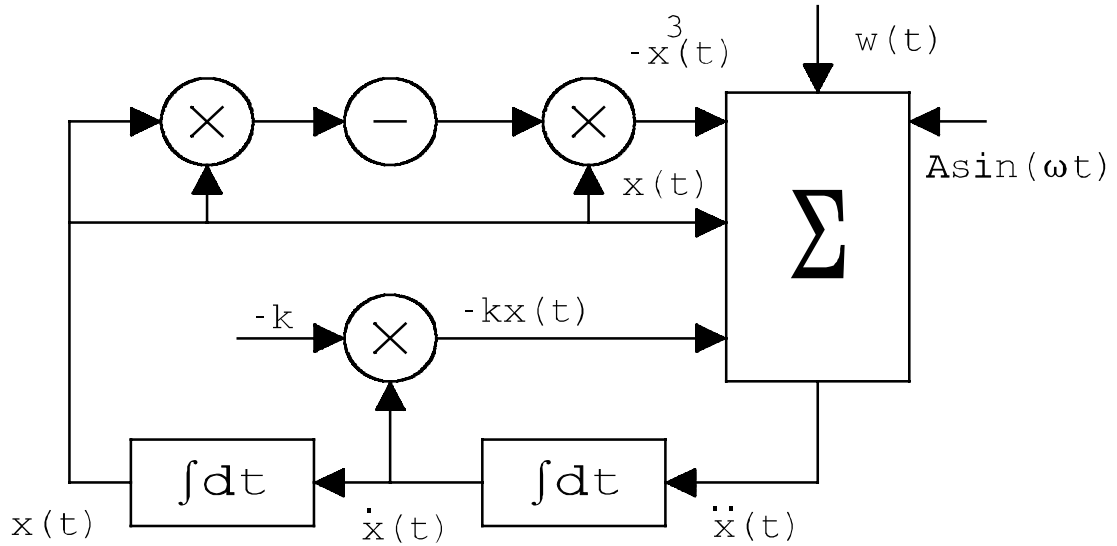 w(t)
-x³(t)
Asin(ωt)
x(t)
Σ
-k
-kx(t)
∫dt
∫dt
x(t)
ẋ(t)
ẍ(t)